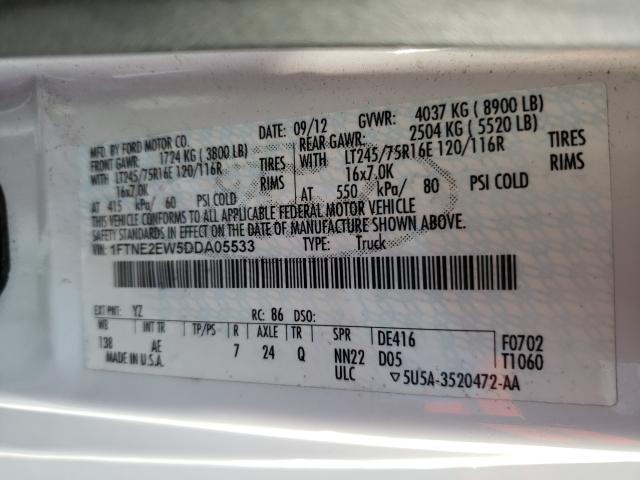 MFD. BY FORD MOTOR CO. DATE: 09/12 GVWR: 4037 KG ( 8900 LB)
FRONT GAWR: 1724 KG ( 3800 LB) REAR GAWR: 2504 KG ( 5520 LB)
WITH LT245/75R16E 120/116R TIRES WITH LT245/75R16E 120/116R TIRES
16x7.0K RIMS 16x7.0K RIMS
AT 415 kPa/ 60 PSI COLD AT 550 kPa/ 80 PSI COLD
THIS VEHICLE CONFORMS TO ALL APPLICABLE FEDERAL MOTOR VEHICLE
SAFETY STANDARDS IN EFFECT ON THE DATE OF MANUFACTURE SHOWN ABOVE.
VIN: 1FTNE2EW5DDA05533 TYPE: Truck
EXT PNT: YZ RC: 86 DSO:
WB INT TR TP/PS R AXLE TR SPR DE416 F0702
138 AE 7 24 Q NN22 D05 T1060
MADE IN U.S.A. ULC ▽5U5A-3520472-AA